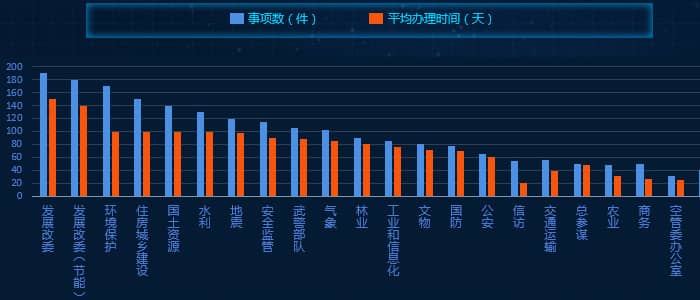 事项数（件）
平均办理时间（天）
200
180
160
140
120
100
80
60
40
20
0
发展改委
发展改委（节能）
环境保护
住房城乡建设
国土资源
水利
地震
安全监管
武警部队
气象
林业
工业和信息化
文物
国防
公安
信访
交通运输
总参谋
农业
商务
空管委办公室